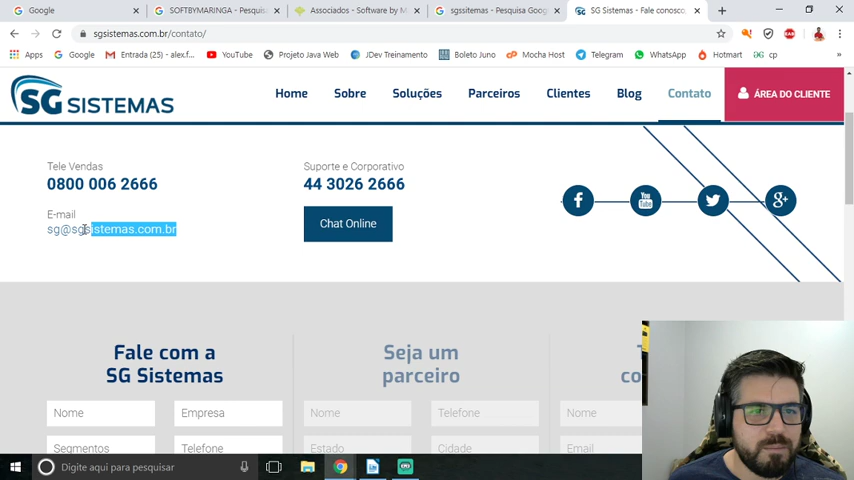 Google
SOFTBYMARINGA - Pesquis
Associados - Software by M
sgssitemas - Pesquisa Goog
SG Sistemas - Fale conosco
sgsistemas.com.br/contato/
Apps
Google
Entrada (25) - alex.f...
YouTube
Projeto Java Web
JDev Treinamento
Boleto Juno
Mocha Host
Telegram
WhatsApp
Hotmart
cp
»
SG SISTEMAS
Home
Sobre
Soluções
Parceiros
Clientes
Blog
Contato
ÁREA DO CLIENTE
Tele Vendas
0800 006 2666
Suporte e Corporativo
44 3026 2666
E-mail
sg@sgsistemas.com.br
Chat Online
Fale com a
SG Sistemas
Seja um
parceiro
T
co
Nome
Empresa
Nome
Telefone
Nome
Segmentos
Telefone
Estado
Cidade
Email
Digite aqui para pesquisar